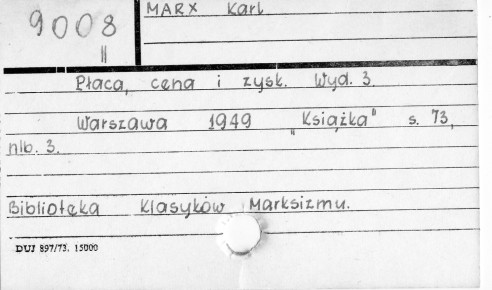 9008
II
MARX Karl
Płaca, cena i zysk. Wyd. 3.
Warszawa 1949 „Książka" s. 73,
nlb. 3.
Biblioteka Klasyków Marksizmu.
DUJ 897/73. 15000